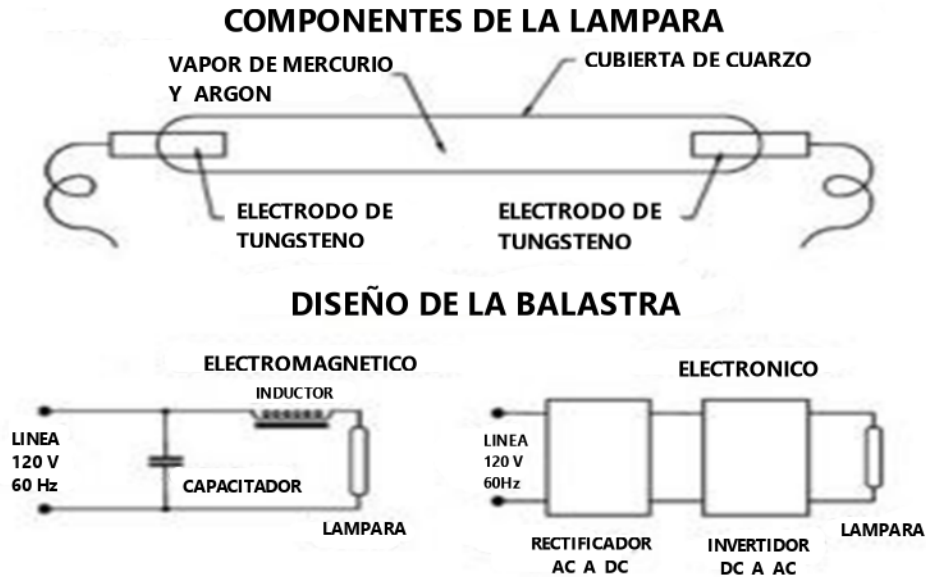 COMPONENTES DE LA LAMPARA
VAPOR DE MERCURIO
Y ARGON
CUBIERTA DE CUARZO
ELECTRODO DE
TUNGSTENO
ELECTRODO DE
TUNGSTENO
DISEÑO DE LA BALASTRA
ELECTROMAGNETICO
INDUCTOR
LINEA
120 V
60 Hz
CAPACITADOR
LAMPARA
ELECTRONICO
LINEA
120 V
60Hz
RECTIFICADOR
AC A DC
INVERTIDOR
DC A AC
LAMPARA